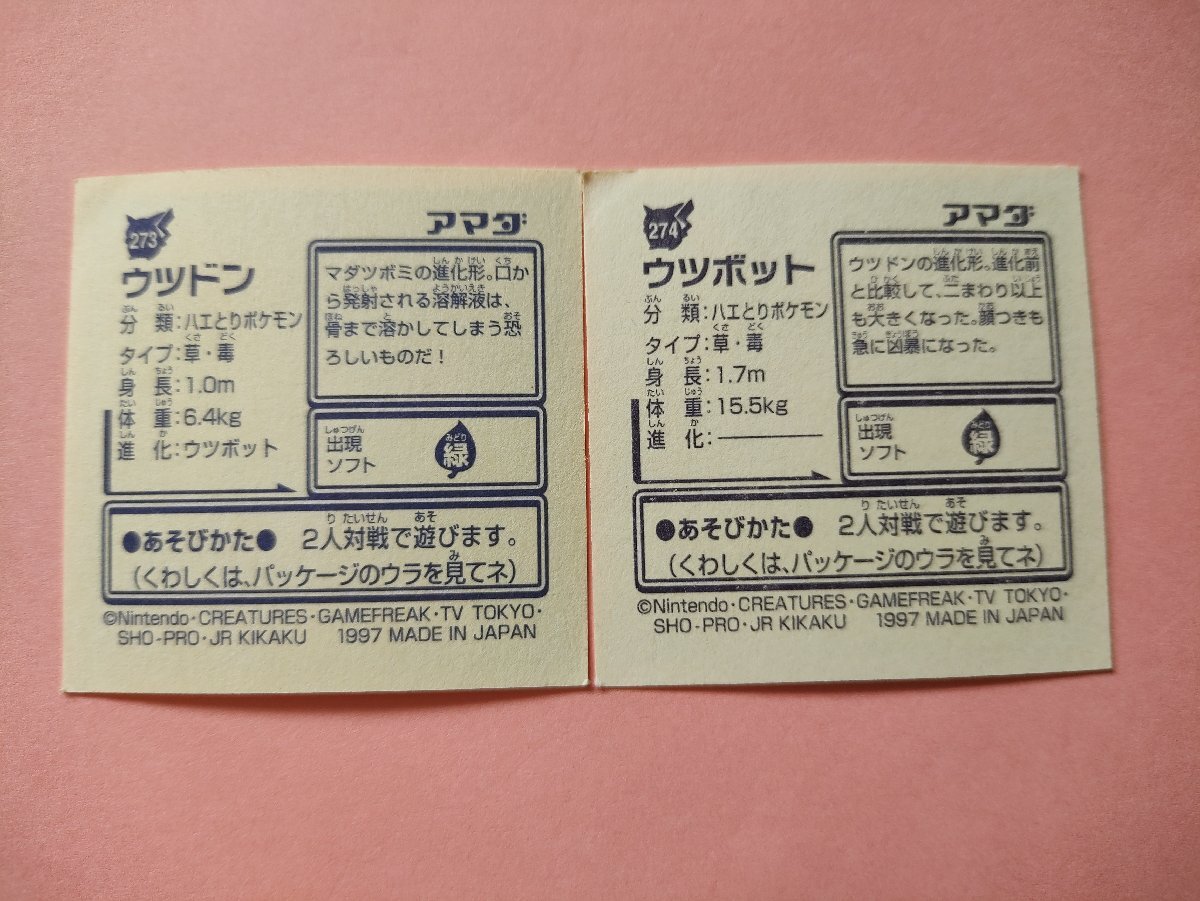 273
アマダ
ウツドン
分類:ハエとりポケモン
タイプ:草・毒
身長:1.0m
体重:6.4kg
進化:ウツボット
マダツボミの進化形。口か
ら発射される溶解液は、
骨まで溶かしてしまう恐
ろしいものだ!
出現
ソフト
緑
●あそびかた● 2人対戦で遊びます。
(くわしくは、パッケージのウラを見てネ)
©Nintendo・CREATURES・GAMEFREAK・TV TOKYO・
SHO-PRO・JR KIKAKU 1997 MADE IN JAPAN
274
アマダ
ウツボット
分類:ハエとりポケモン
タイプ:草・毒
身長:1.7m
体重:15.5kg
進化:————
ウツドンの進化形。進化前
と比較して、二まわり以上
も大きくなった。顔つきも
急に凶暴になった。
出現
ソフト
緑
●あそびかた● 2人対戦で遊びます。
(くわしくは、パッケージのウラを見てネ)
©Nintendo・CREATURES・GAMEFREAK・TV TOKYO・
SHO-PRO・JR KIKAKU 1997 MADE IN JAPAN